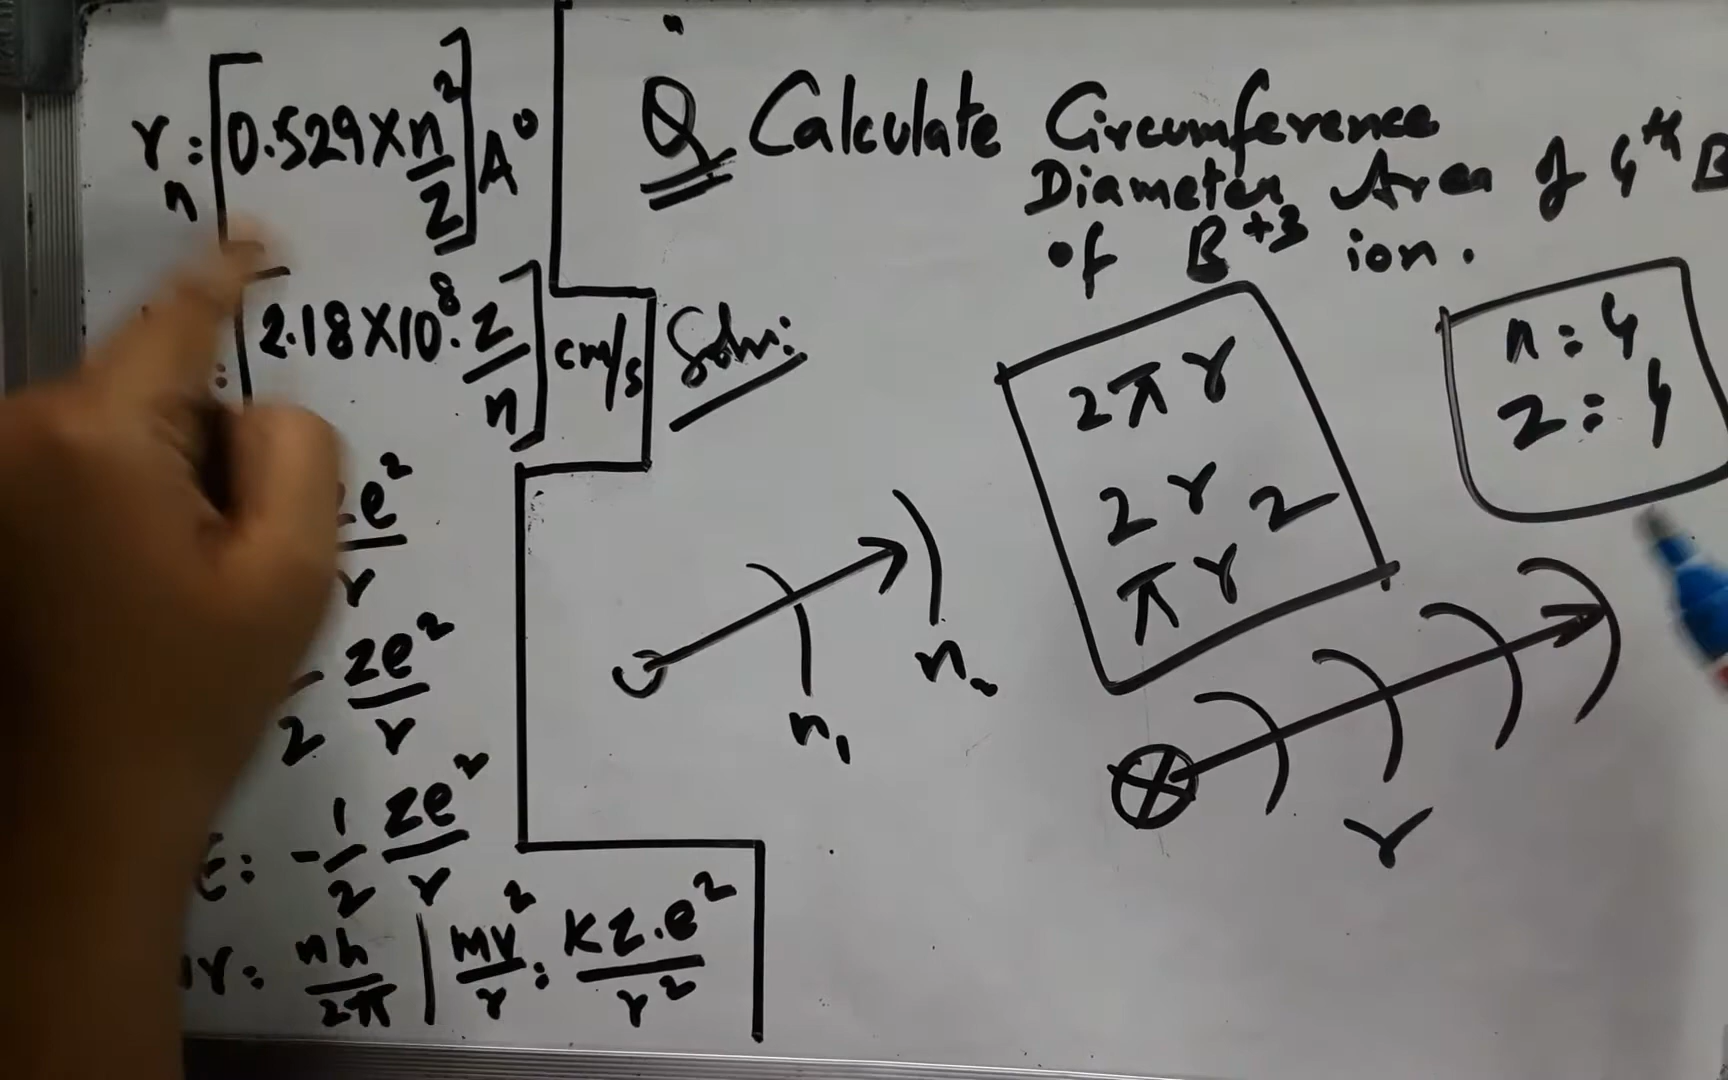 rn = [0.529 × n²/Z] A°
[2.18 × 10⁸ . Z/n] cm/s
e²/r
2 ze²/r
E: -1/2 ze²/r
r: nh/2π | mv²/r : KZ.e²/r²
Q Calculate Circumference
Diameter Area of 4th B
of B+3 ion.
Soln:
2πr
2r
πr²
n: 4
Z: 4
n₁
n₂
r